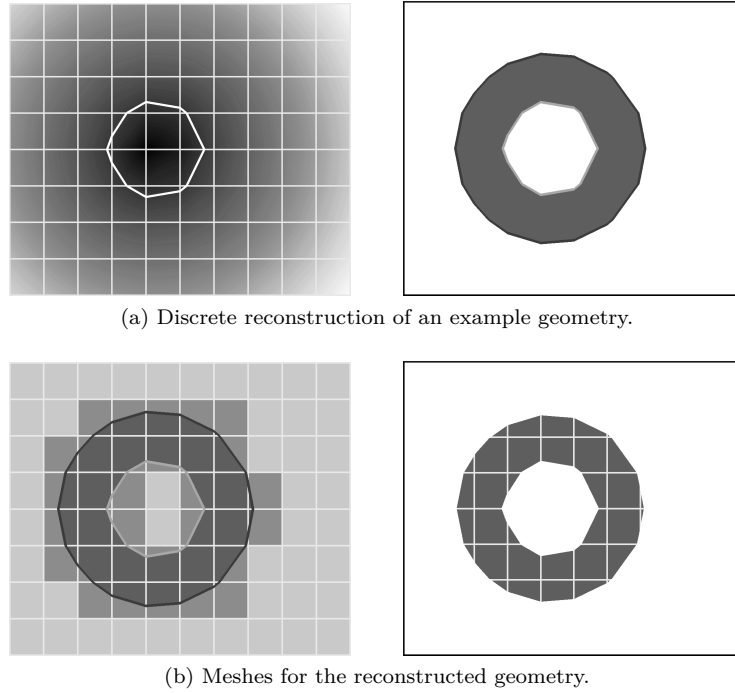 (a) Discrete reconstruction of an example geometry.
(b) Meshes for the reconstructed geometry.